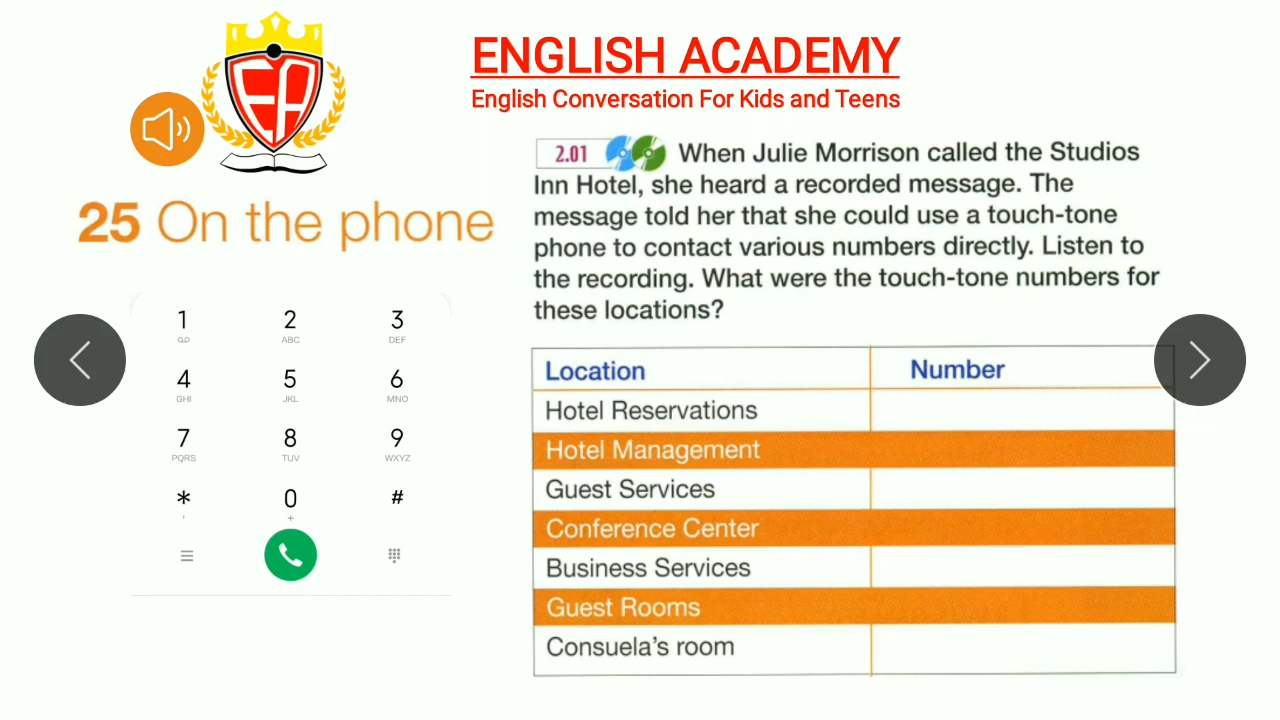 ENGLISH ACADEMY
English Conversation For Kids and Teens
EA
25 On the phone
2.01 When Julie Morrison called the Studios
Inn Hotel, she heard a recorded message. The
message told her that she could use a touch-tone
phone to contact various numbers directly. Listen to
the recording. What were the touch-tone numbers for
these locations?
1 2 3
ABC DEF
4 5 6
GHI JKL MNO
7 8 9
PQRS TUV WXYZ
* 0 #
, +
Location Number
Hotel Reservations
Hotel Management
Guest Services
Conference Center
Business Services
Guest Rooms
Consuela's room